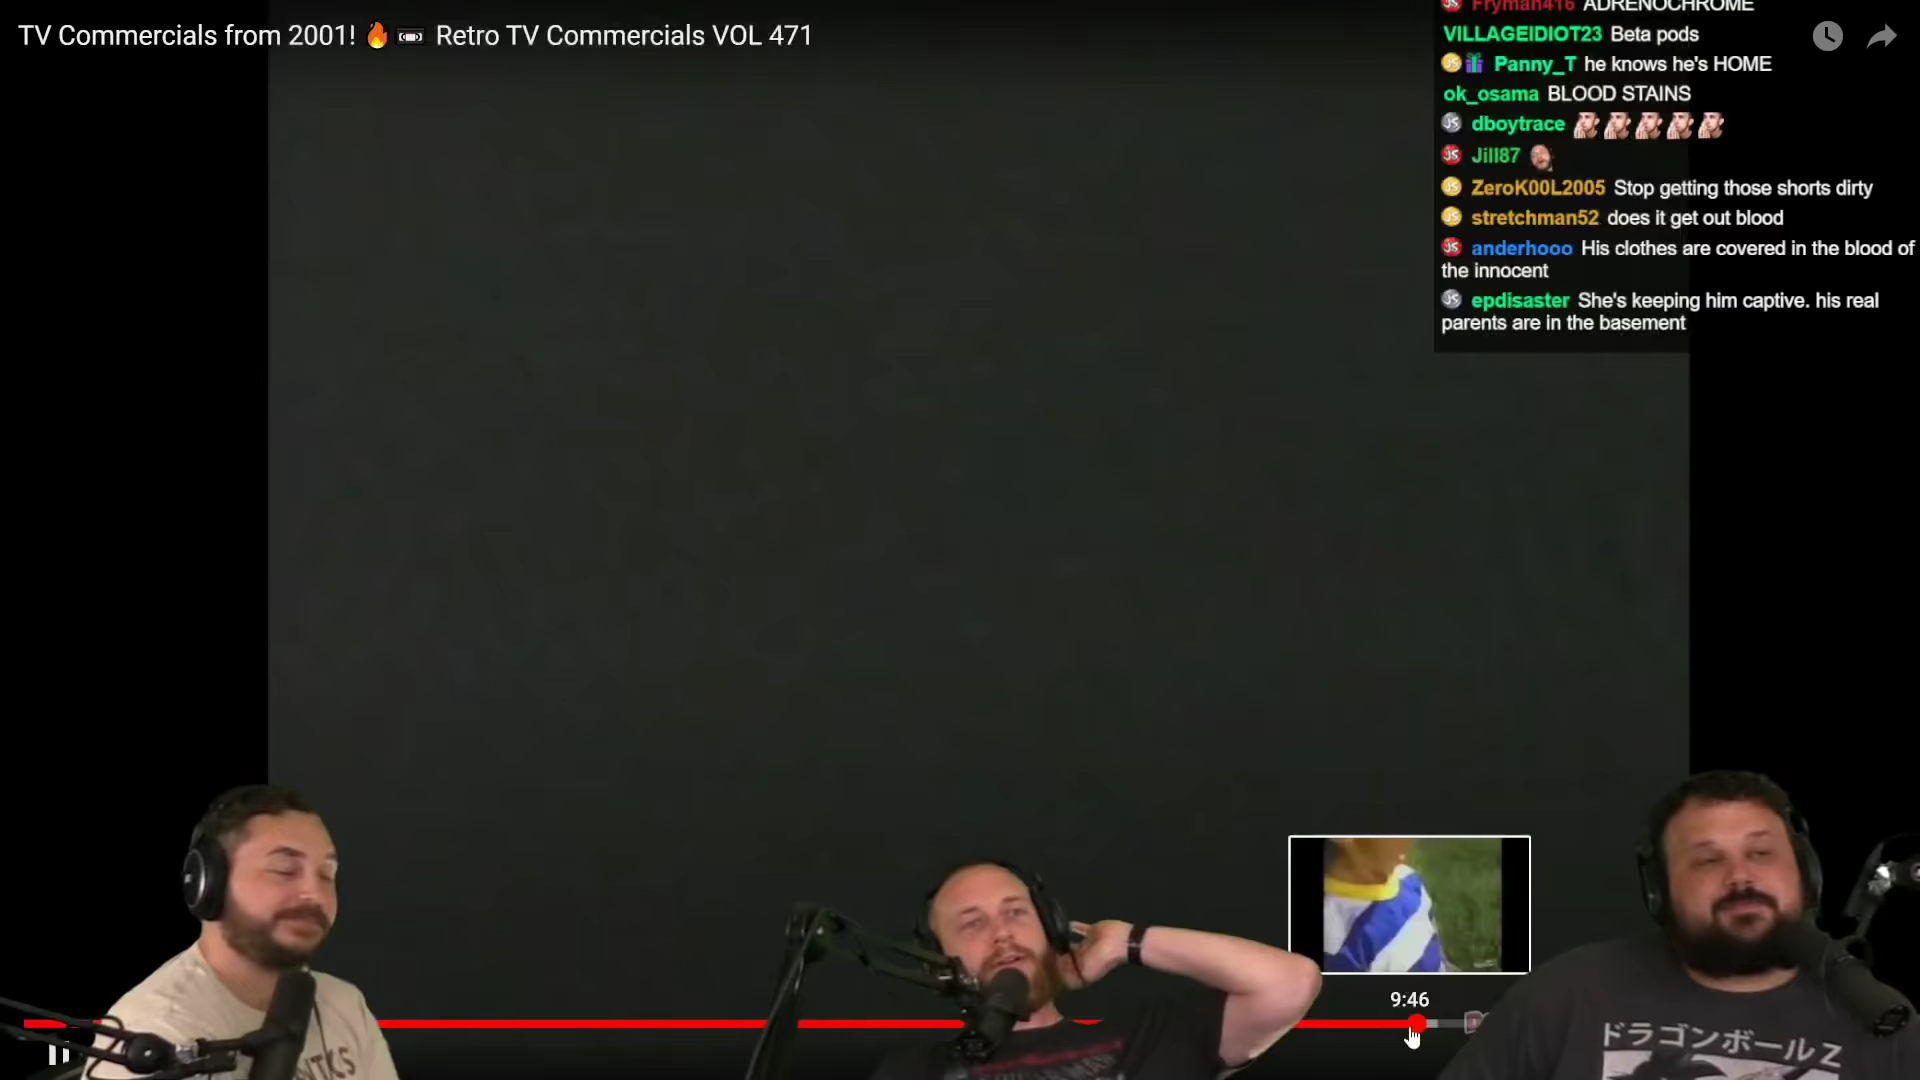 TV Commercials from 2001! 🔥📼 Retro TV Commercials VOL 471
Fryman416 ADRENOCHROME
VILLAGEIDIOT23 Beta pods
Panny_T he knows he's HOME
ok_osama BLOOD STAINS
dboytrace
Jill87
ZeroK00L2005 Stop getting those shorts dirty
stretchman52 does it get out blood
anderhooo His clothes are covered in the blood of
the innocent
epdisaster She's keeping him captive. his real
parents are in the basement
9:46
ドラゴンボールZ